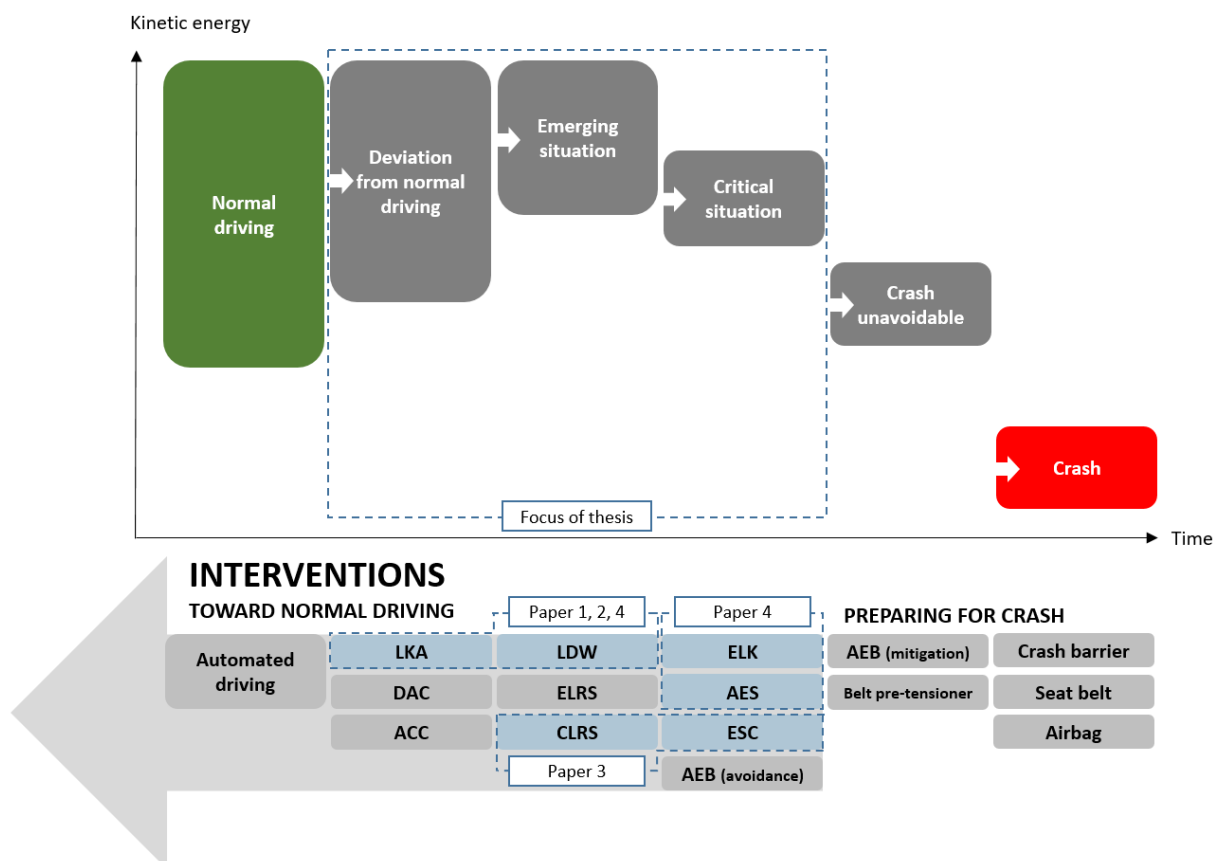 Kinetic energy
Normal
driving
Deviation
from normal
driving
Emerging
situation
Critical
situation
Crash
unavoidable
Crash
Focus of thesis
Time
INTERVENTIONS
TOWARD NORMAL DRIVING
Paper 1, 2, 4
Paper 4
PREPARING FOR CRASH
Automated
driving
LKA
LDW
ELK
AEB (mitigation)
Crash barrier
DAC
ELRS
AES
Belt pre-tensioner
Seat belt
ACC
CLRS
ESC
Airbag
Paper 3
AEB (avoidance)